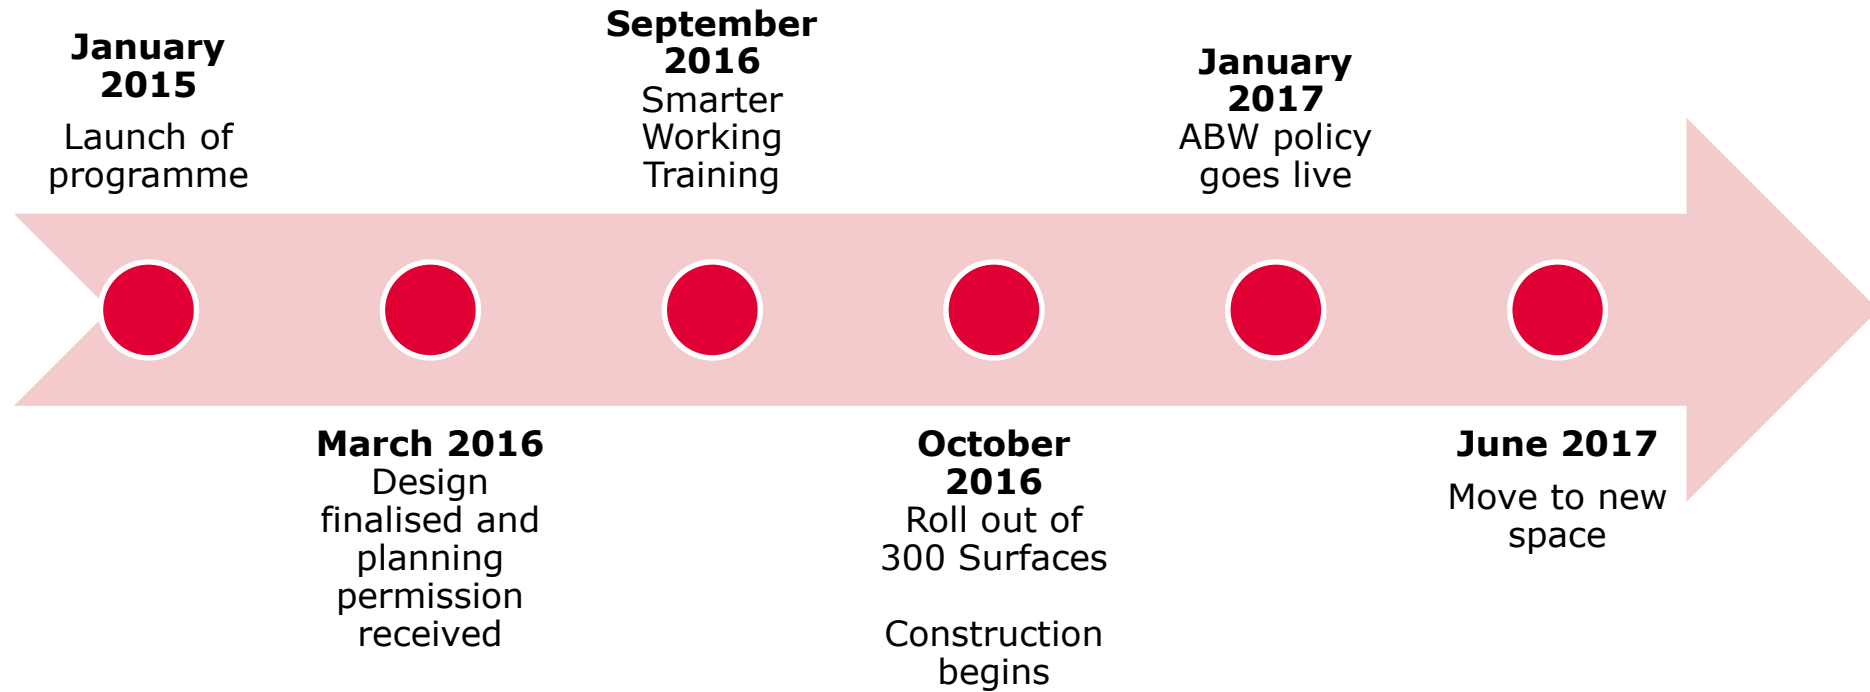 January
2015
Launch of
programme
March 2016
Design
finalised and
planning
permission
received
September
2016
Smarter
Working
Training
October
2016
Roll out of
300 Surfaces
Construction
begins
January
2017
ABW policy
goes live
June 2017
Move to new
space